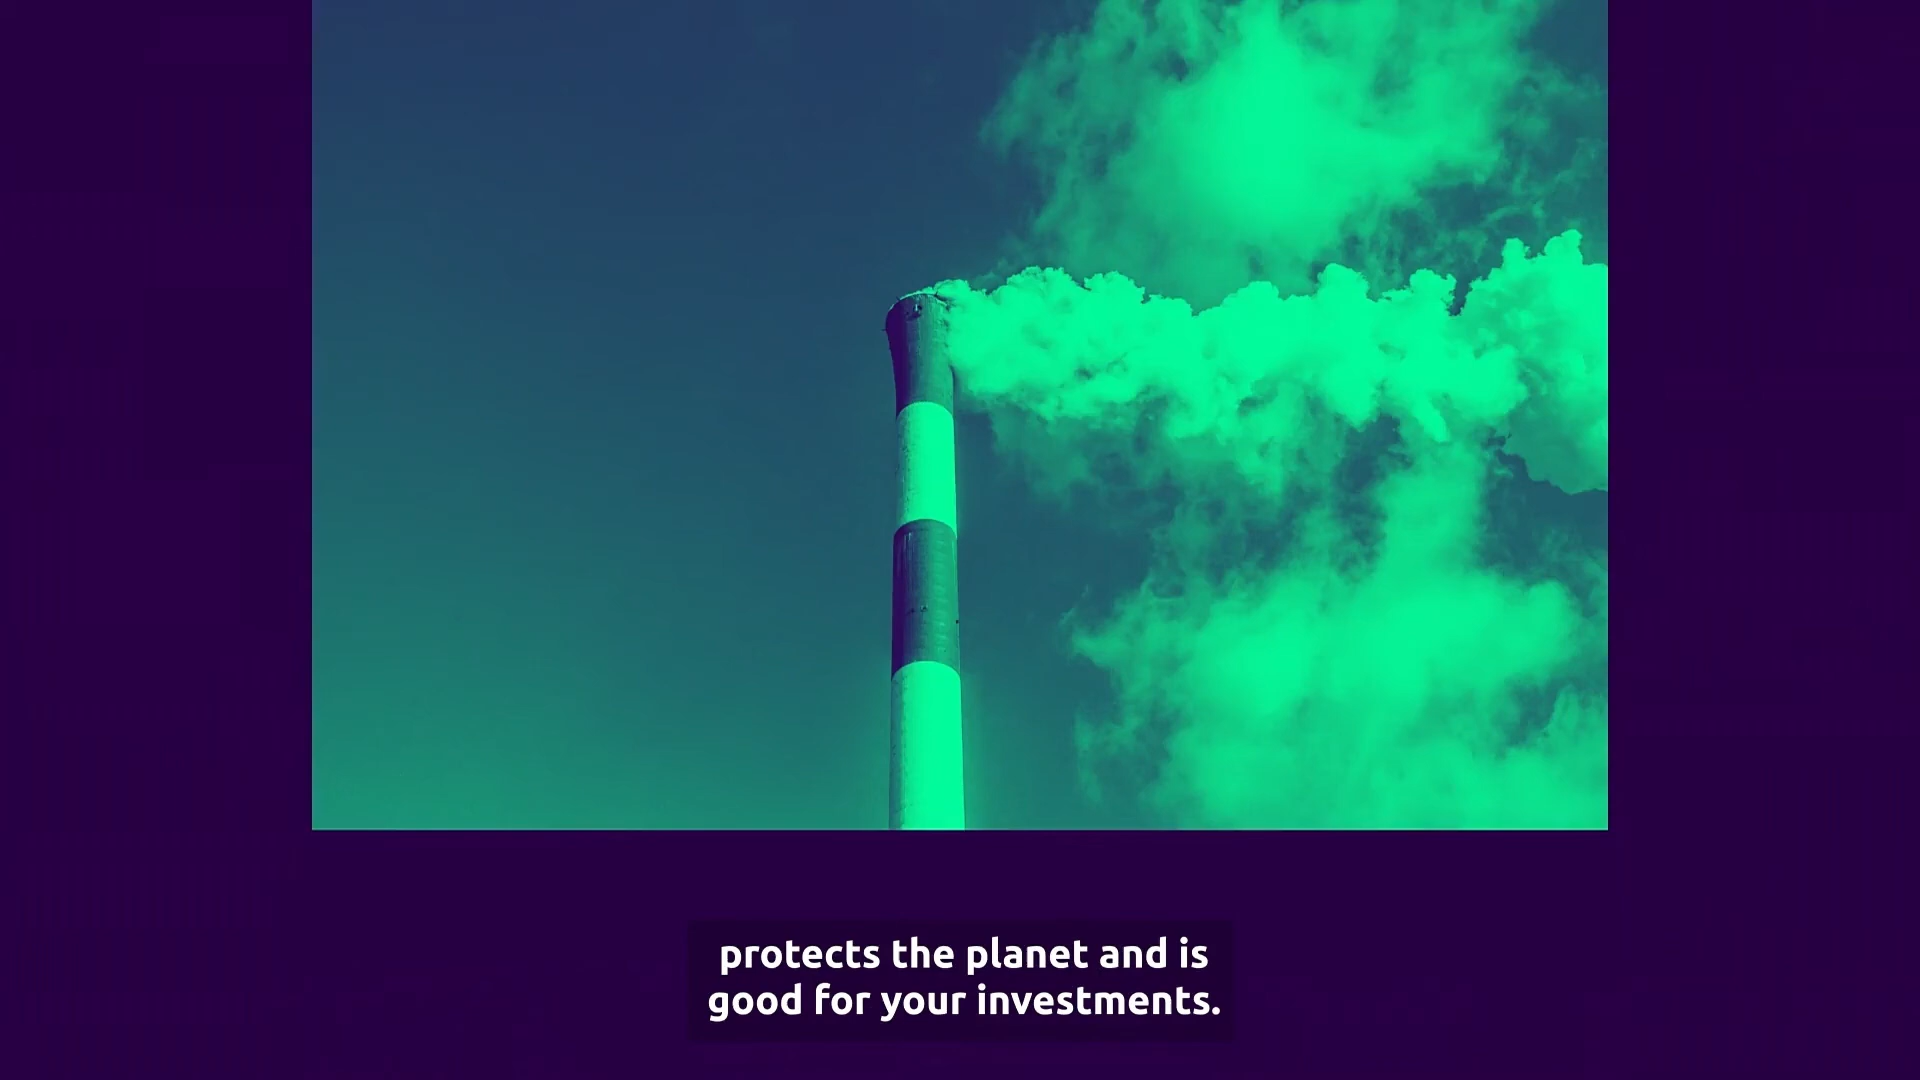 protects the planet and is
good for your investments.